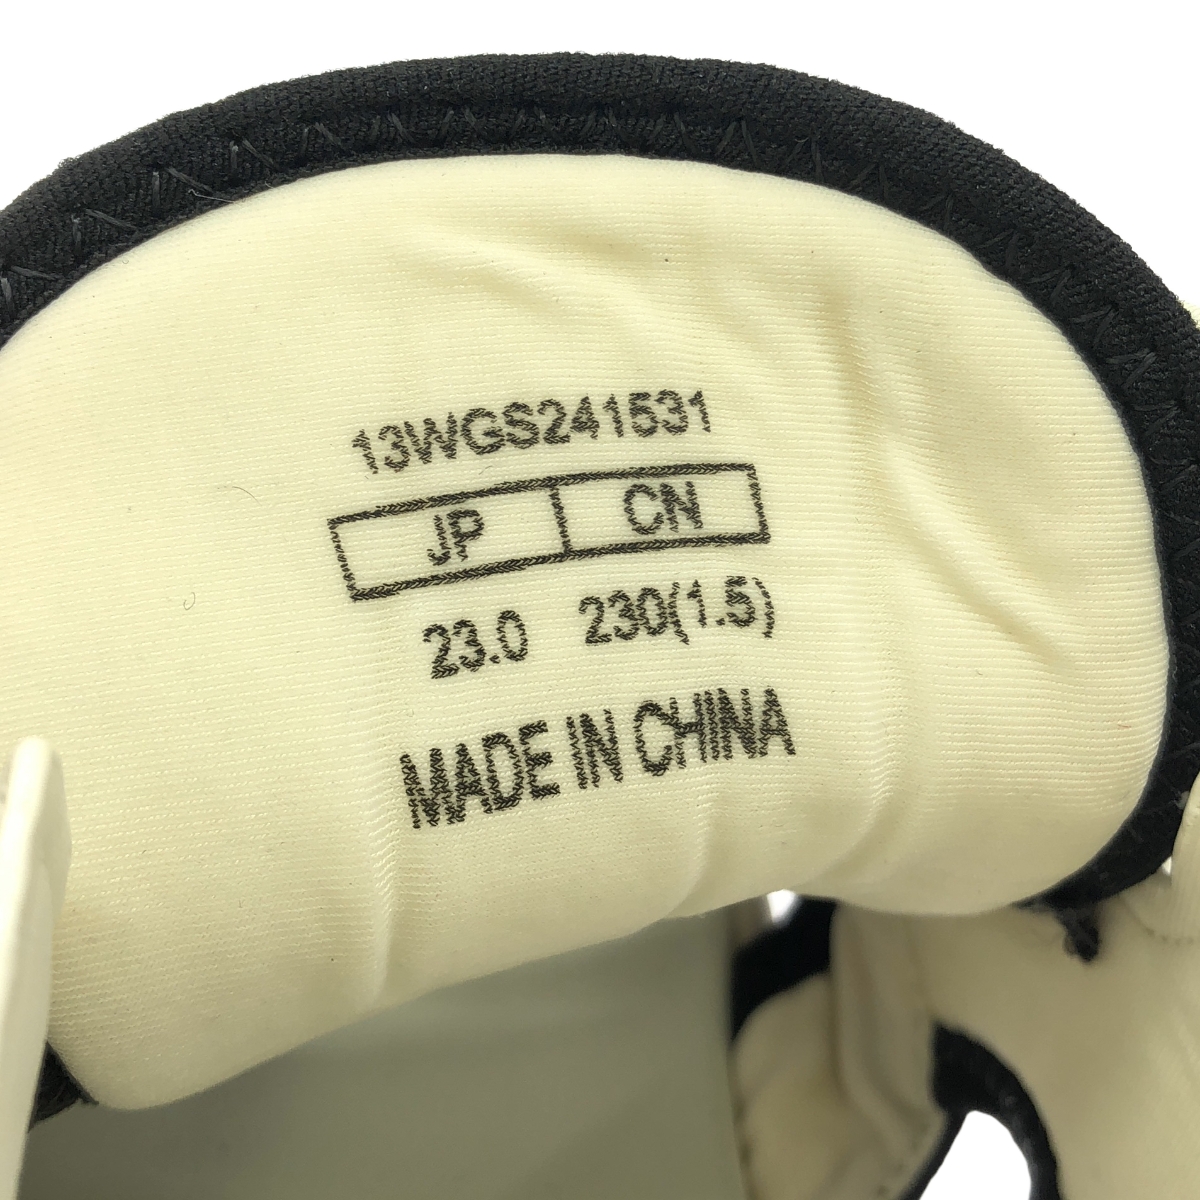 13WGS241531
JP CN
23.0 230(1.5)
MADE IN CHINA